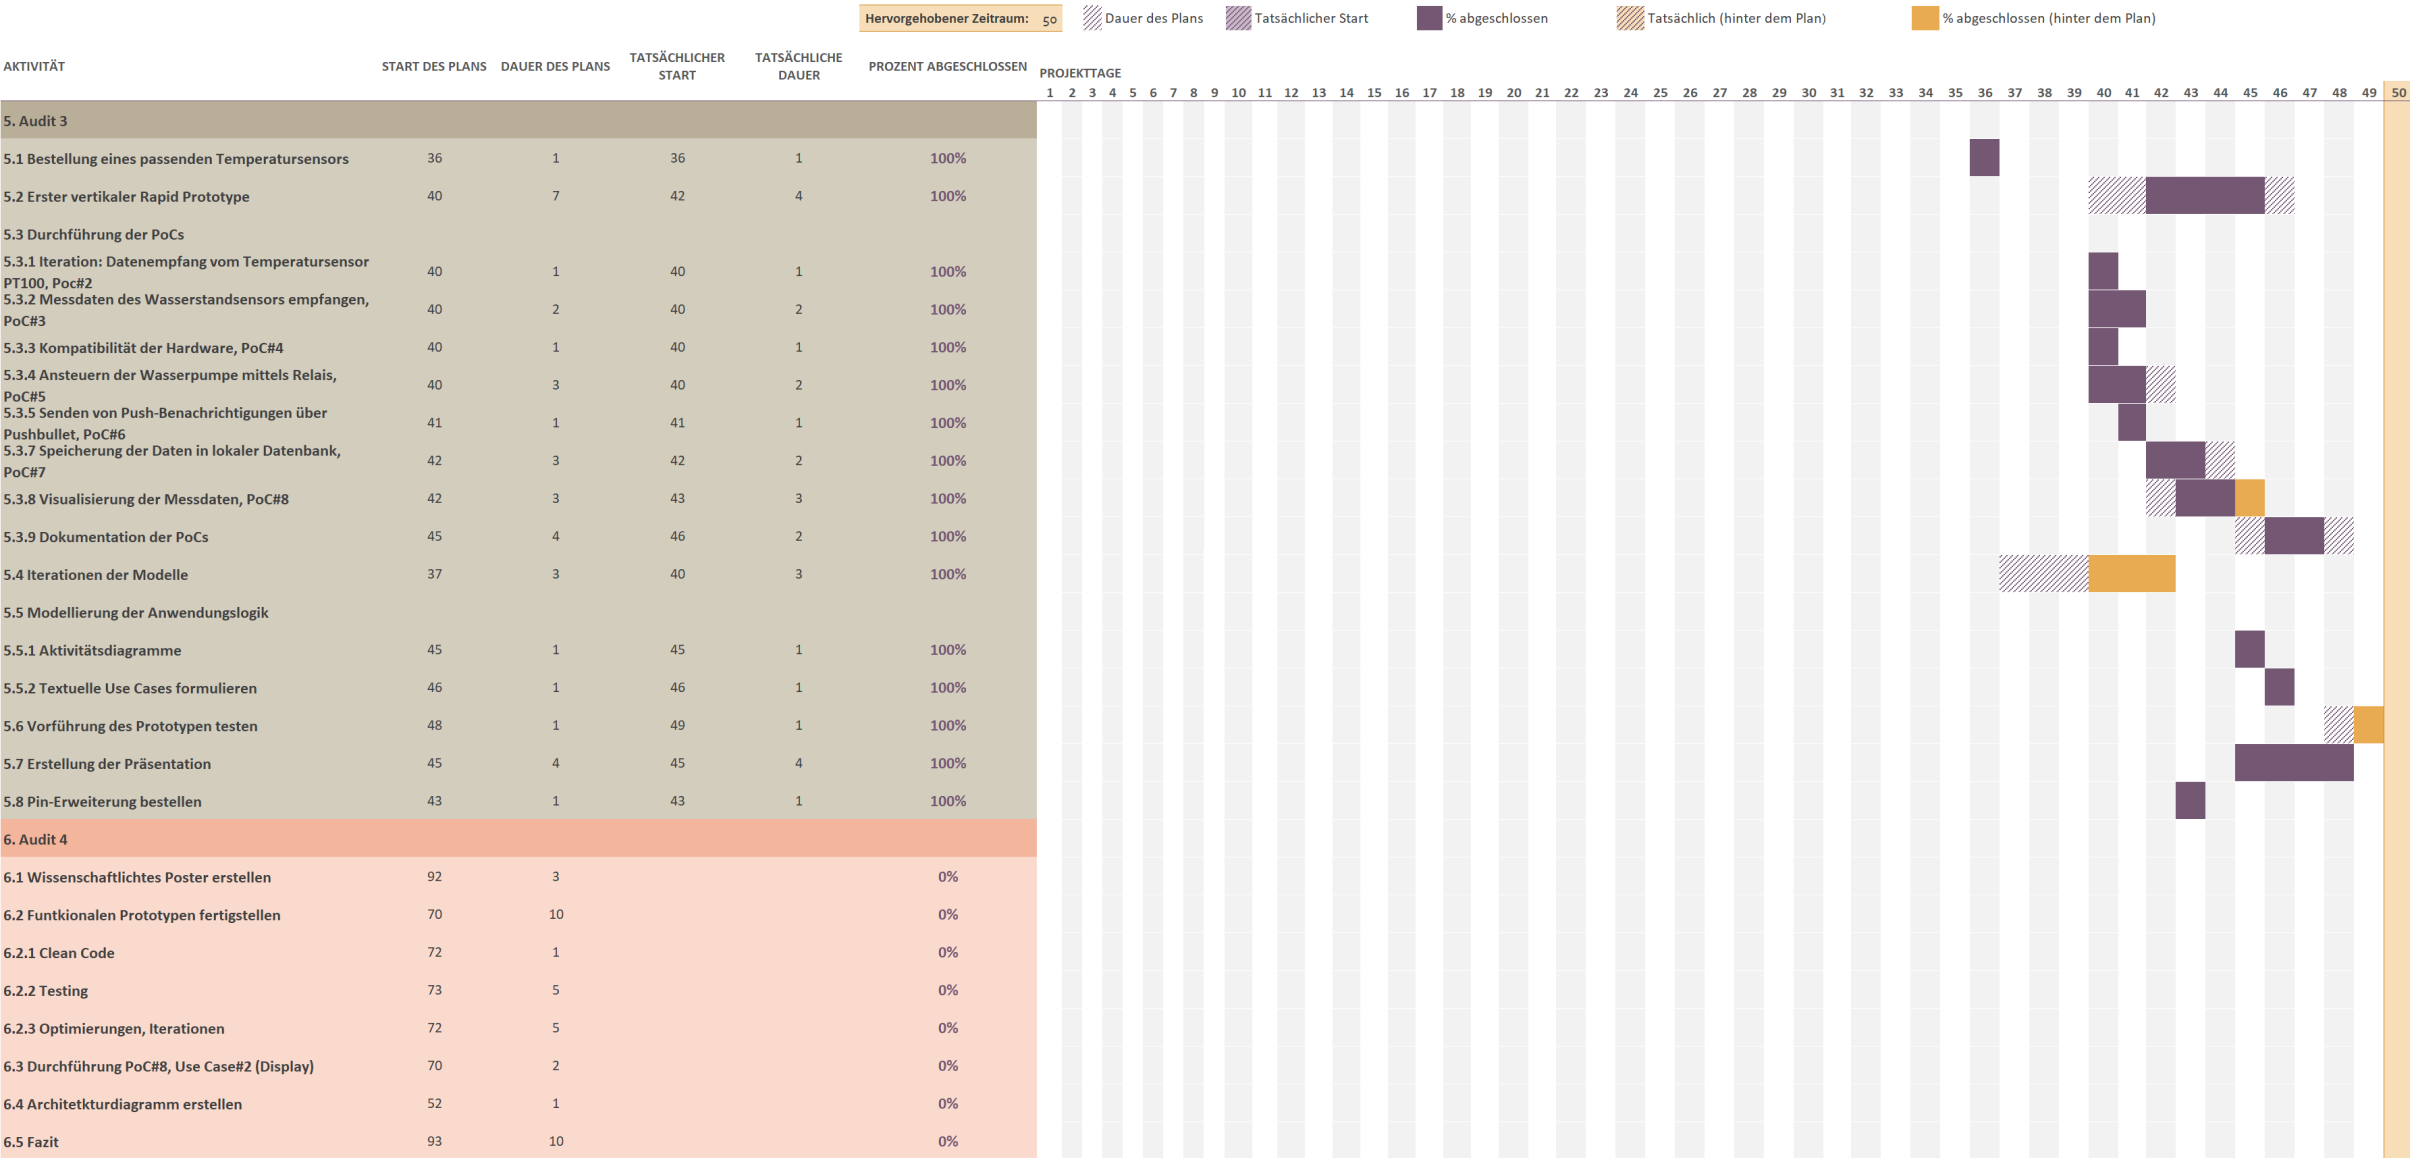 Hervorgehobener Zeitraum: 50 Dauer des Plans Tatsächlicher Start % abgeschlossen Tatsächlich (hinter dem Plan) % abgeschlossen (hinter dem Plan)
AKTIVITÄT START DES PLANS DAUER DES PLANS TATSÄCHLICHER START TATSÄCHLICHE DAUER PROZENT ABGESCHLOSSEN PROJEKTTAGE
1 2 3 4 5 6 7 8 9 10 11 12 13 14 15 16 17 18 19 20 21 22 23 24 25 26 27 28 29 30 31 32 33 34 35 36 37 38 39 40 41 42 43 44 45 46 47 48 49 50
5. Audit 3
5.1 Bestellung eines passenden Temperatursensors 36 1 36 1 100%
5.2 Erster vertikaler Rapid Prototype 40 7 42 4 100%
5.3 Durchführung der PoCs
5.3.1 Iteration: Datenempfang vom Temperatursensor
PT100, Poc#2 40 1 40 1 100%
5.3.2 Messdaten des Wasserstandsensors empfangen,
PoC#3 40 2 40 2 100%
5.3.3 Kompatibilität der Hardware, PoC#4 40 1 40 1 100%
5.3.4 Ansteuern der Wasserpumpe mittels Relais,
PoC#5 40 3 40 2 100%
5.3.5 Senden von Push-Benachrichtigungen über
Pushbullet, PoC#6 41 1 41 1 100%
5.3.7 Speicherung der Daten in lokaler Datenbank,
PoC#7 42 3 42 2 100%
5.3.8 Visualisierung der Messdaten, PoC#8 42 3 43 3 100%
5.3.9 Dokumentation der PoCs 45 4 46 2 100%
5.4 Iterationen der Modelle 37 3 40 3 100%
5.5 Modellierung der Anwendungslogik
5.5.1 Aktivitätsdiagramme 45 1 45 1 100%
5.5.2 Textuelle Use Cases formulieren 46 1 46 1 100%
5.6 Vorführung des Prototypen testen 48 1 49 1 100%
5.7 Erstellung der Präsentation 45 4 45 4 100%
5.8 Pin-Erweiterung bestellen 43 1 43 1 100%
6. Audit 4
6.1 Wissenschaftlichtes Poster erstellen 92 3 0%
6.2 Funtkionalen Prototypen fertigstellen 70 10 0%
6.2.1 Clean Code 72 1 0%
6.2.2 Testing 73 5 0%
6.2.3 Optimierungen, Iterationen 72 5 0%
6.3 Durchführung PoC#8, Use Case#2 (Display) 70 2 0%
6.4 Architetkturdiagramm erstellen 52 1 0%
6.5 Fazit 93 10 0%